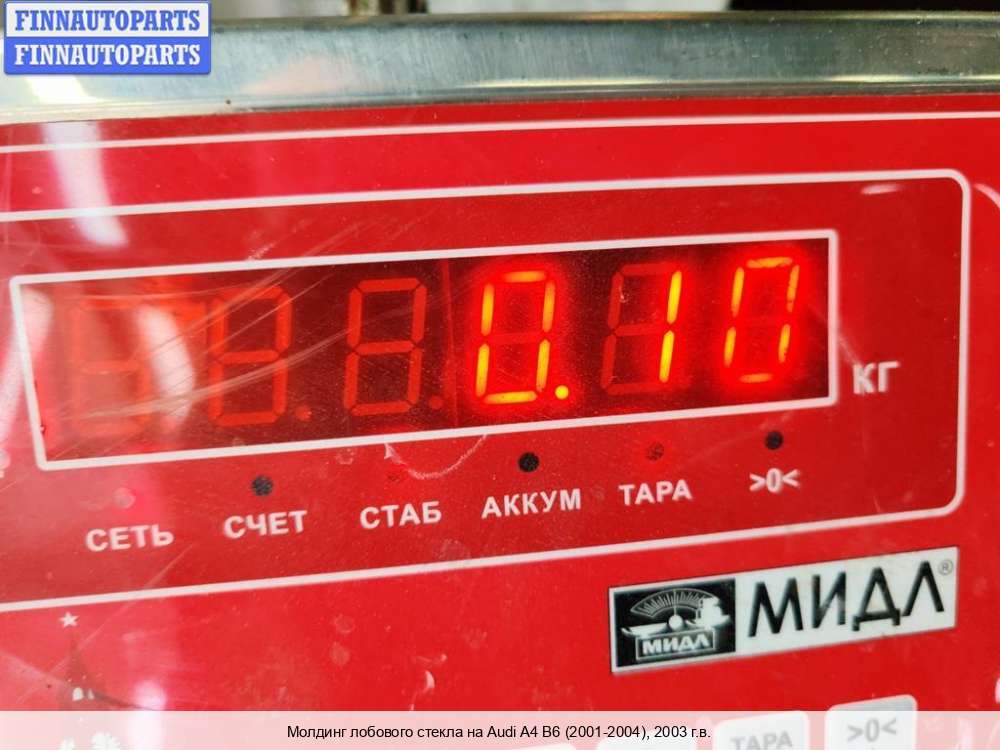 FINNAUTOPARTS
FINNAUTOPARTS
0.10
КГ
СЕТЬ СЧЕТ СТАБ АККУМ ТАРА >0<
МИДЛ МИДЛ®
ТАРА >0<
Молдинг лобового стекла на Audi A4 B6 (2001-2004), 2003 г.в.